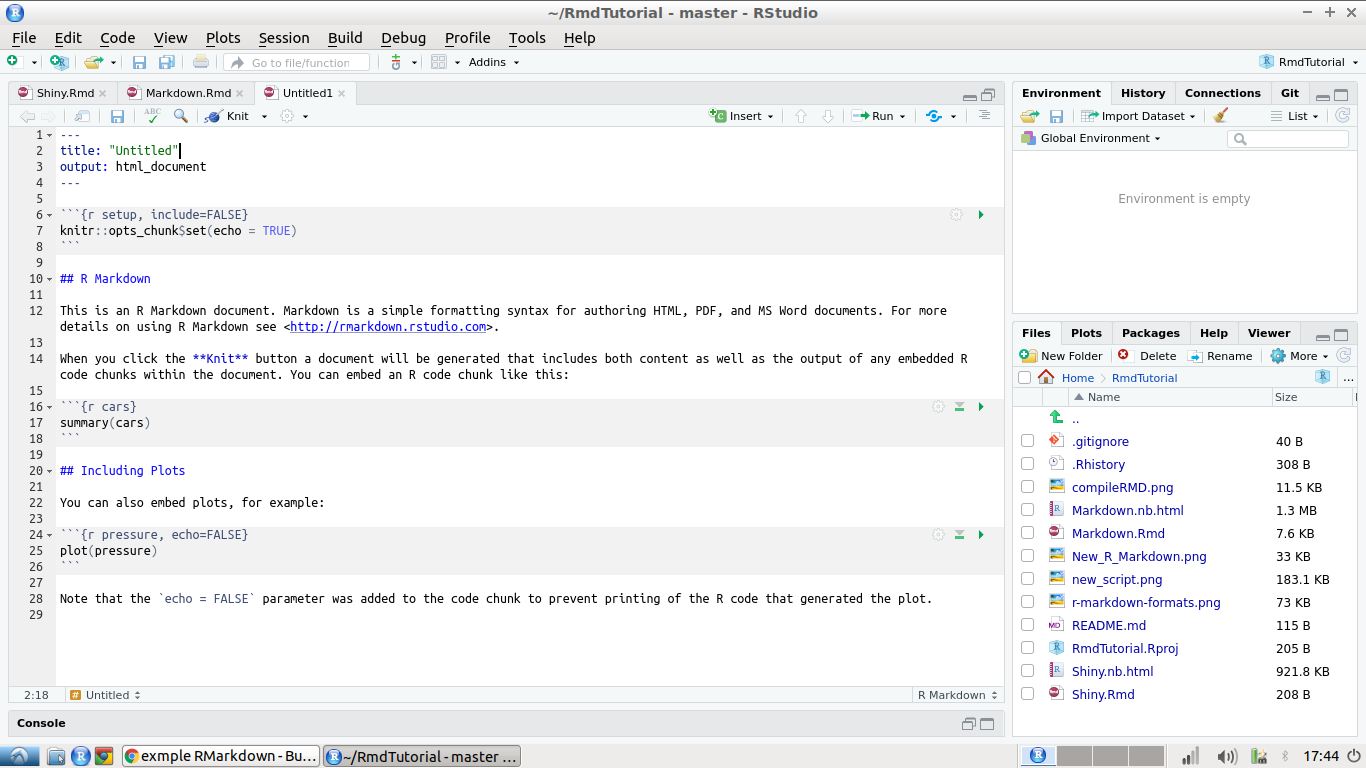 ~/RmdTutorial - master - RStudio
File Edit Code View Plots Session Build Debug Profile Tools Help
Go to file/function Addins RmdTutorial
Shiny.Rmd Markdown.Rmd Untitled1
ABC Knit Insert Run
1 ---
2 title: "Untitled"
3 output: html_document
4 ---
5
6 ```{r setup, include=FALSE}
7 knitr::opts_chunk$set(echo = TRUE)
8 ```
9
10 ## R Markdown
11
12 This is an R Markdown document. Markdown is a simple formatting syntax for authoring HTML, PDF, and MS Word documents. For more
details on using R Markdown see <http://rmarkdown.rstudio.com>.
13
14 When you click the **Knit** button a document will be generated that includes both content as well as the output of any embedded R
code chunks within the document. You can embed an R code chunk like this:
15
16 ```{r cars}
17 summary(cars)
18 ```
19
20 ## Including Plots
21
22 You can also embed plots, for example:
23
24 ```{r pressure, echo=FALSE}
25 plot(pressure)
26 ```
27
28 Note that the `echo = FALSE` parameter was added to the code chunk to prevent printing of the R code that generated the plot.
29
2:18 # Untitled R Markdown
Console
Environment History Connections Git
Import Dataset List
Global Environment
Environment is empty
Files Plots Packages Help Viewer
New Folder Delete Rename More
Home RmdTutorial ...
Name Size
..
.gitignore 40 B
.Rhistory 308 B
compileRMD.png 11.5 KB
Markdown.nb.html 1.3 MB
Markdown.Rmd 7.6 KB
New_R_Markdown.png 33 KB
new_script.png 183.1 KB
r-markdown-formats.png 73 KB
README.md 115 B
RmdTutorial.Rproj 205 B
Shiny.nb.html 921.8 KB
Shiny.Rmd 208 B
exmple RMarkdown - Bu... ~/RmdTutorial - master ... 17:44